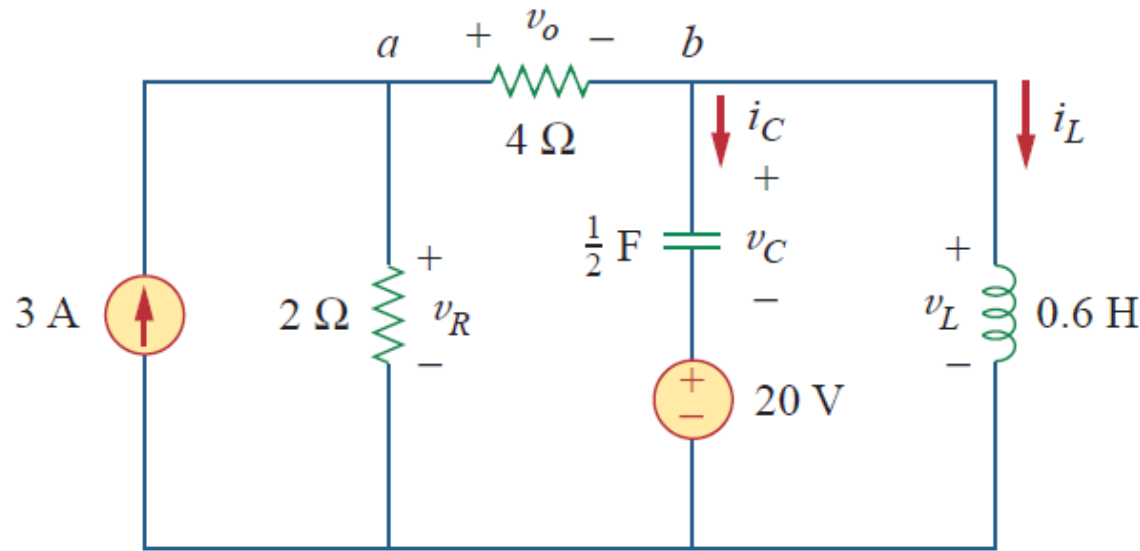 a + v_o − b
4 Ω
i_C
i_L
3 A
2 Ω
+
v_R
−
1/2 F
+
v_C
−
+
−
20 V
+
v_L
−
0.6 H